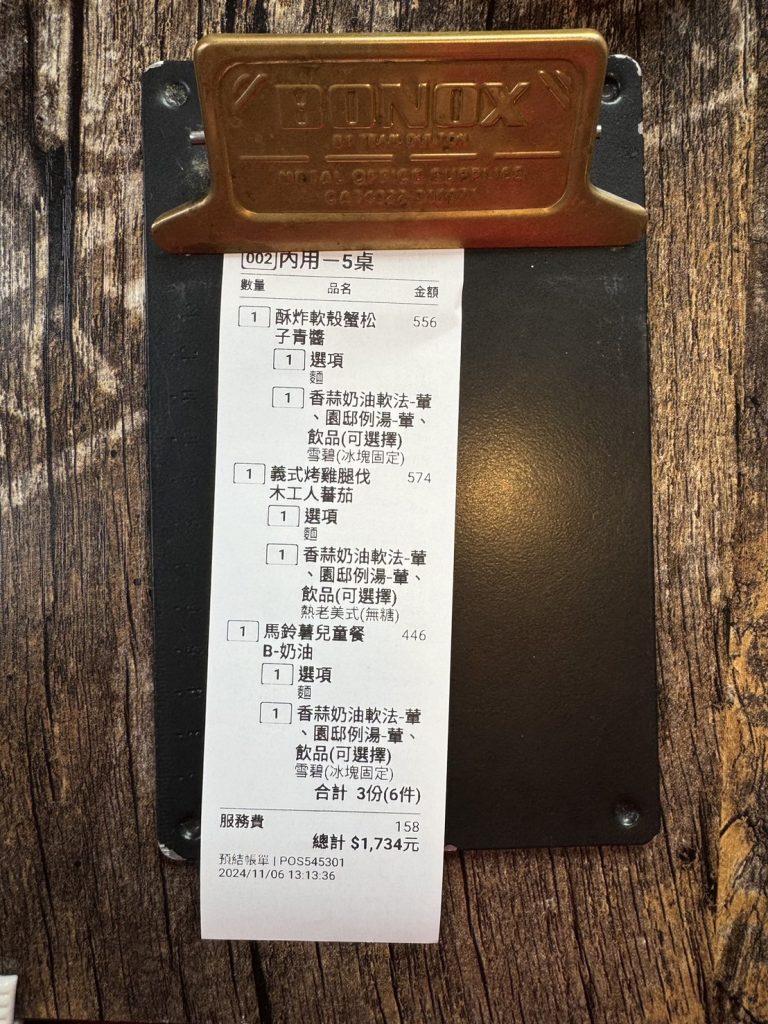 BONOX
METAL OFFICE SUPPLIES
[002]內用－5桌
數量 品名 金額
1 酥炸軟殼蟹松 556
子青醬
1 選項
麵
1 香蒜奶油軟法-葷
、園邸例湯-葷、
飲品(可選擇)
雪碧(冰塊固定)
1 義式烤雞腿伐 574
木工人蕃茄
1 選項
麵
1 香蒜奶油軟法-葷
、園邸例湯-葷、
飲品(可選擇)
熱老美式(無糖)
1 馬鈴薯兒童餐 446
B-奶油
1 選項
麵
1 香蒜奶油軟法-葷
、園邸例湯-葷、
飲品(可選擇)
雪碧(冰塊固定)
合計 3份(6件)
服務費 158
總計 $1,734元
預結帳單 | POS545301
2024/11/06 13:13:36